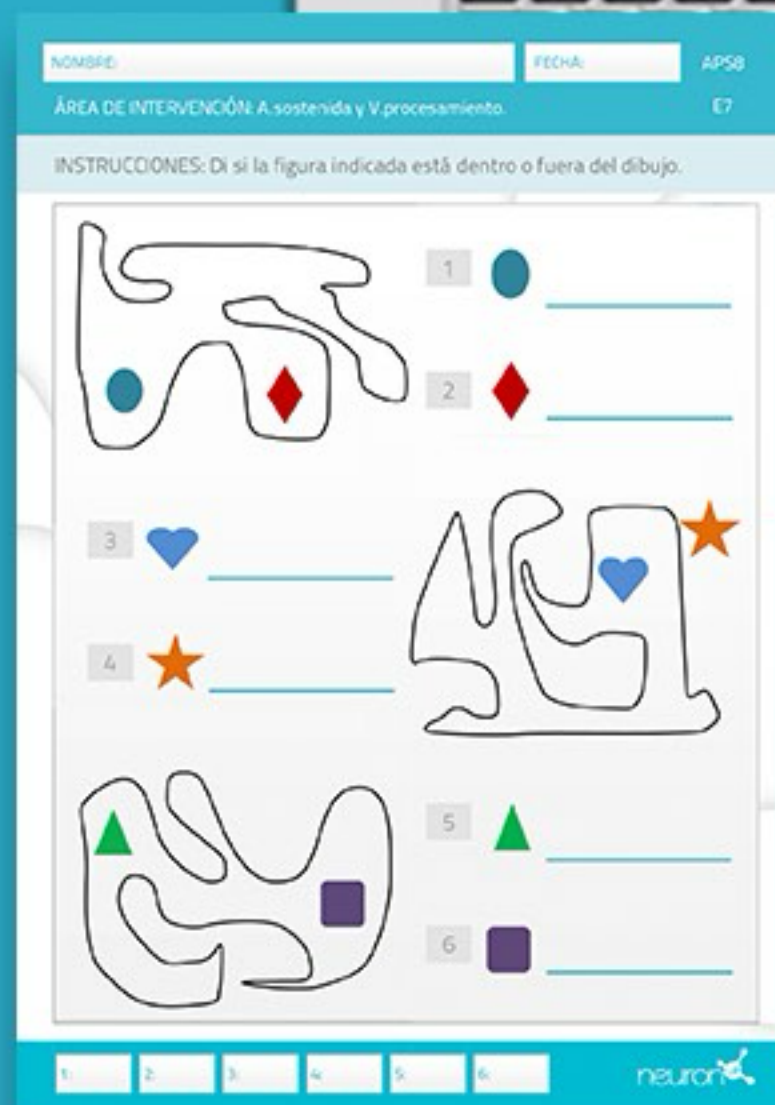 NOMBRE:
FECHA:
APS8
ÁREA DE INTERVENCIÓN: A.sostenida y V.procesamiento.
E7
INSTRUCCIONES: Di si la figura indicada está dentro o fuera del dibujo.
1
2
3
4
5
6
1:
2:
3:
4:
5:
6:
neuron